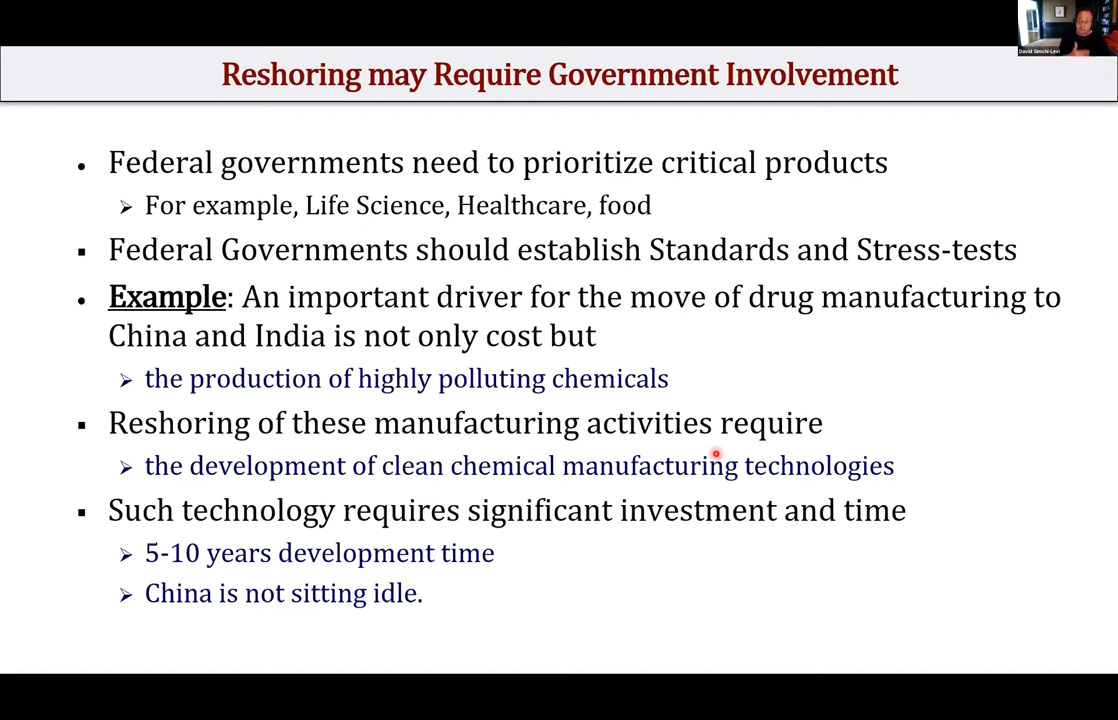 David Simchi-Levi
Reshoring may Require Government Involvement
• Federal governments need to prioritize critical products
➢ For example, Life Science, Healthcare, food
▪ Federal Governments should establish Standards and Stress-tests
• Example: An important driver for the move of drug manufacturing to
China and India is not only cost but
➢ the production of highly polluting chemicals
▪ Reshoring of these manufacturing activities require
➢ the development of clean chemical manufacturing technologies
▪ Such technology requires significant investment and time
➢ 5-10 years development time
➢ China is not sitting idle.